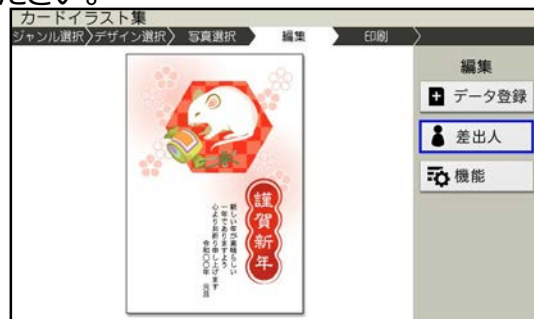 ださい。
カードイラスト集
ジャンル選択〉デザイン選択〉 写真選択 編集 印刷
編集
データ登録
差出人
機能
謹賀新年
新しい年が素晴らしい
一年でありますよう
心よりお祈り申し上げます
令和〇〇年 元旦